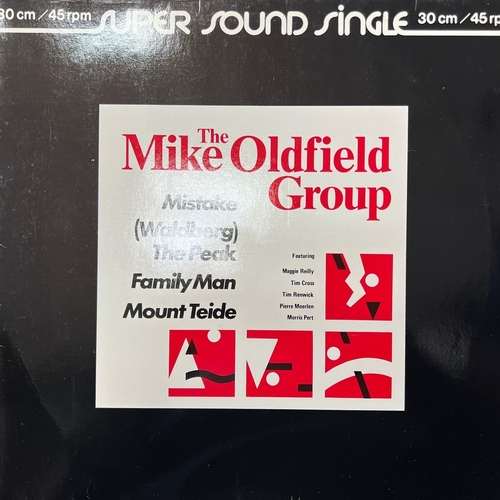 30 cm/45 rpm SUPER SOUND SINGLE 30 cm/45 rpm
The
Mike Oldfield
Group
Mistake
(Waldberg)
The Peak
Family Man
Mount Teide
Featuring
Maggie Reilly
Tim Cross
Tim Renwick
Pierre Moerlen
Morris Pert